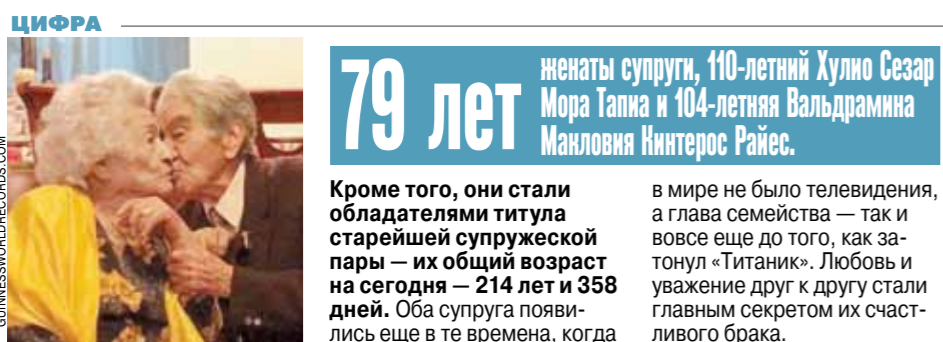 ЦИФРА
GUINNESSWORLDRECORDS.COM
79 лет
женаты супруги, 110-летний Хулио Сезар
Мора Тапиа и 104-летняя Вальдрамина
Макловия Кинтерос Райес.
Кроме того, они стали
обладателями титула
старейшей супружеской
пары — их общий возраст
на сегодня — 214 лет и 358
дней. Оба супруга появи-
лись еще в те времена, когда
в мире не было телевидения,
а глава семейства — так и
вовсе еще до того, как за-
тонул «Титаник». Любовь и
уважение друг к другу стали
главным секретом их счаст-
ливого брака.